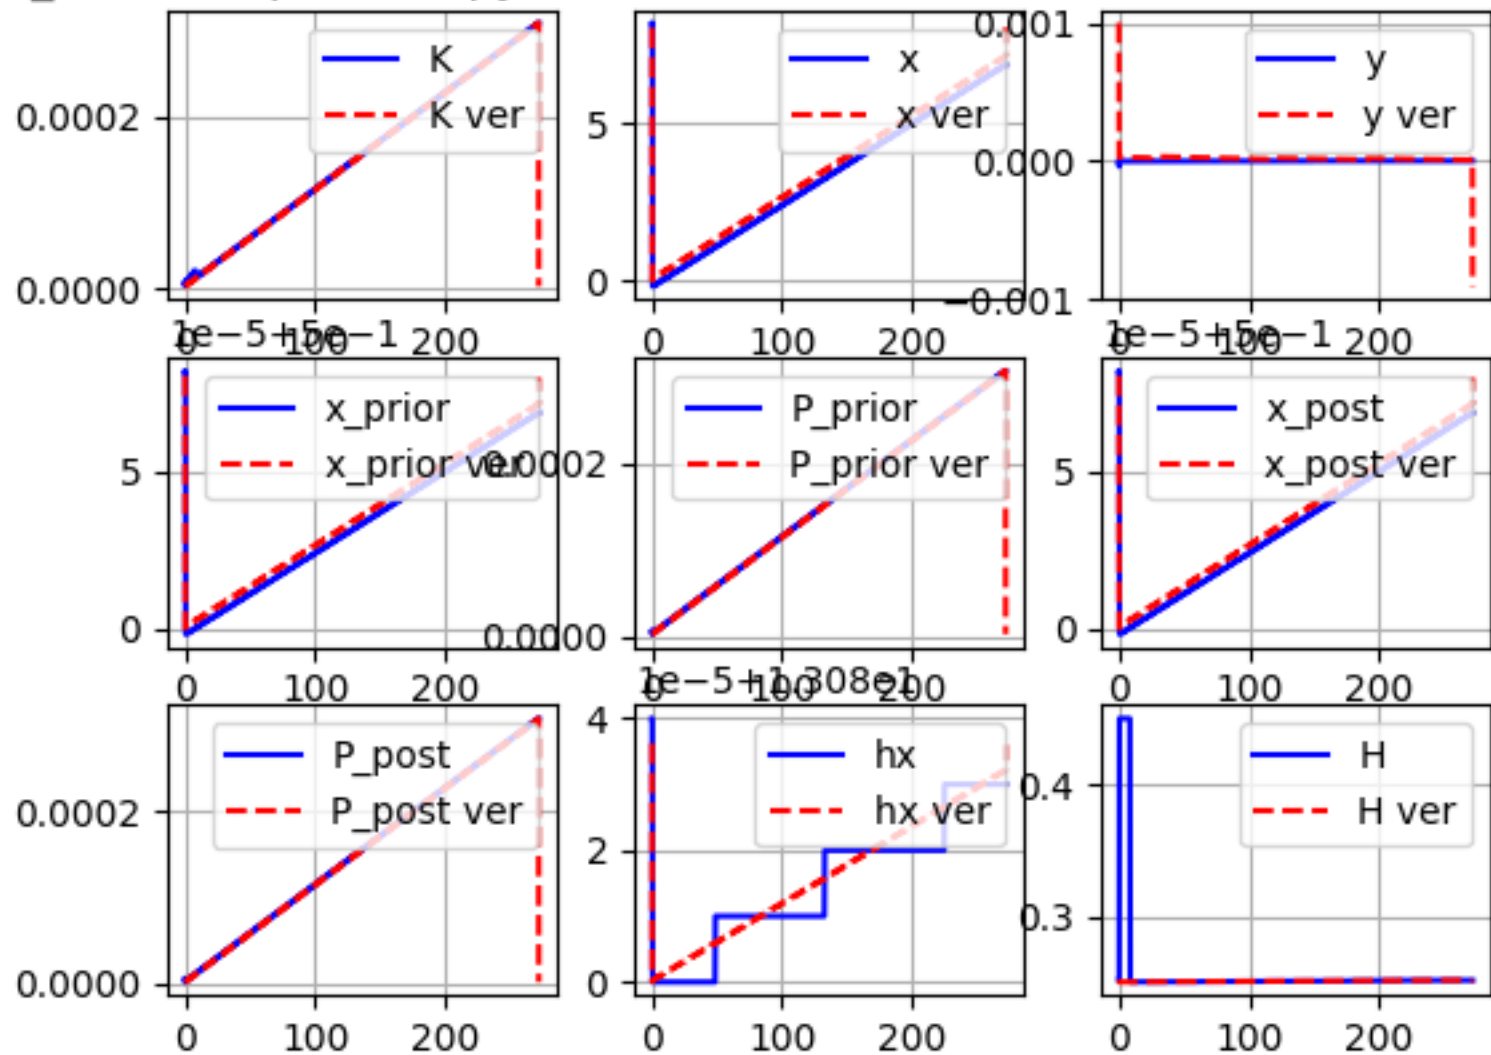 K
K ver
0.0002
0.0000
0 100 200
x
x ver
5
0
0 100 200
y
y ver
0.001
0.000
−0.001
0 100 200
1e−5+5e−1
x_prior
x_prior ver
5
0
0 100 200
P_prior
P_prior ver
0.0002
0.0000
0 100 200
1e−5+5e−1
x_post
x_post ver
5
0
0 100 200
P_post
P_post ver
0.0002
0.0000
0 100 200
1e−5+1.308e1
hx
hx ver
4
2
0
0 100 200
H
H ver
0.4
0.3
0 100 200